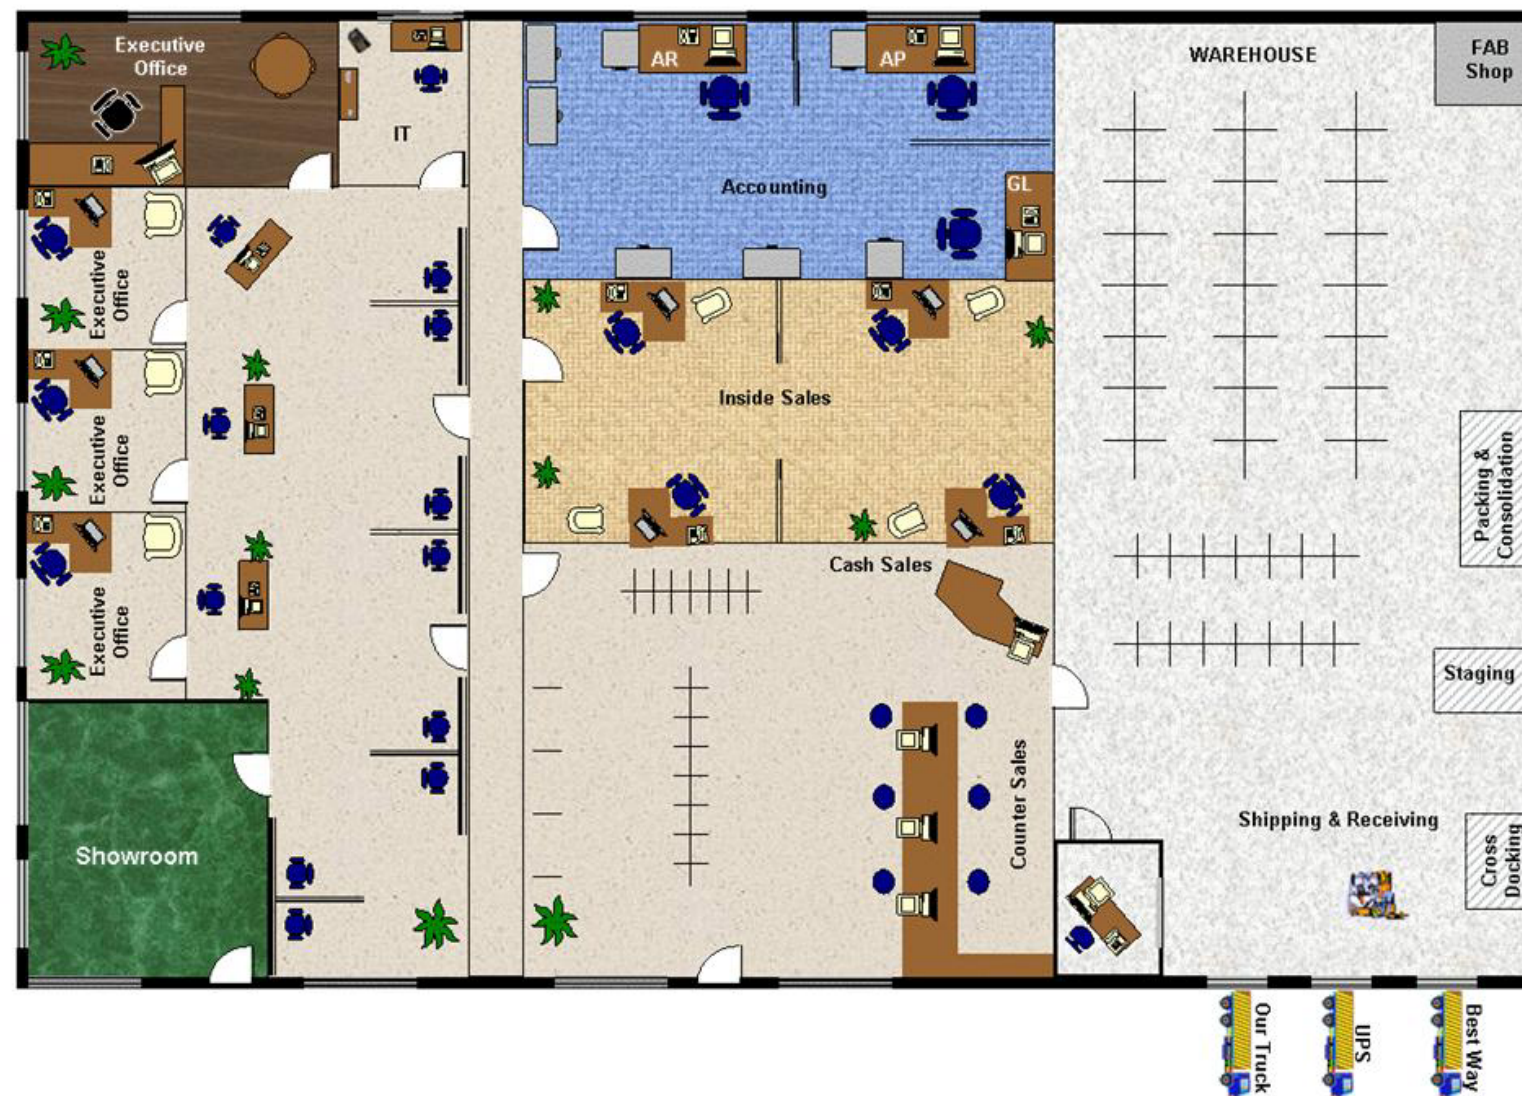 Executive
Office
IT
AR
AP
WAREHOUSE
FAB
Shop
Accounting
GL
Executive
Office
Executive
Office
Executive
Office
Inside Sales
Packing &
Consolidation
Cash Sales
Staging
Counter Sales
Shipping & Receiving
Cross
Docking
Showroom
Our Truck
UPS
Best Way